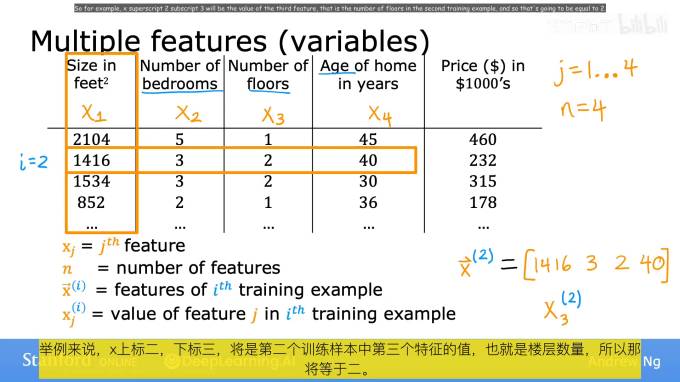 So for example, x superscript 2 subscript 3 will be the value of the third feature, that is the number of floors in the second training example, and so that's going to be equal to 2.
bilibili
Multiple features (variables)
Size in feet² Number of bedrooms Number of floors Age of home in years Price ($) in $1000's
j=1...4
X₁ X₂ X₃ X₄
n=4
2104 5 1 45 460
i=2 1416 3 2 40 232
1534 3 2 30 315
852 2 1 36 178
... ... ... ... ...
xⱼ = jᵗʰ feature
n = number of features
x⃗⁽ⁱ⁾ = features of iᵗʰ training example
xⱼ⁽ⁱ⁾ = value of feature j in iᵗʰ training example
x⃗⁽²⁾ = [1416 3 2 40]
X₃⁽²⁾
举例来说，x上标二，下标三，将是第二个训练样本中第三个特征的值，也就是楼层数量，所以那
将等于二。
Stanford ONLINE DeepLearning.AI Andrew Ng